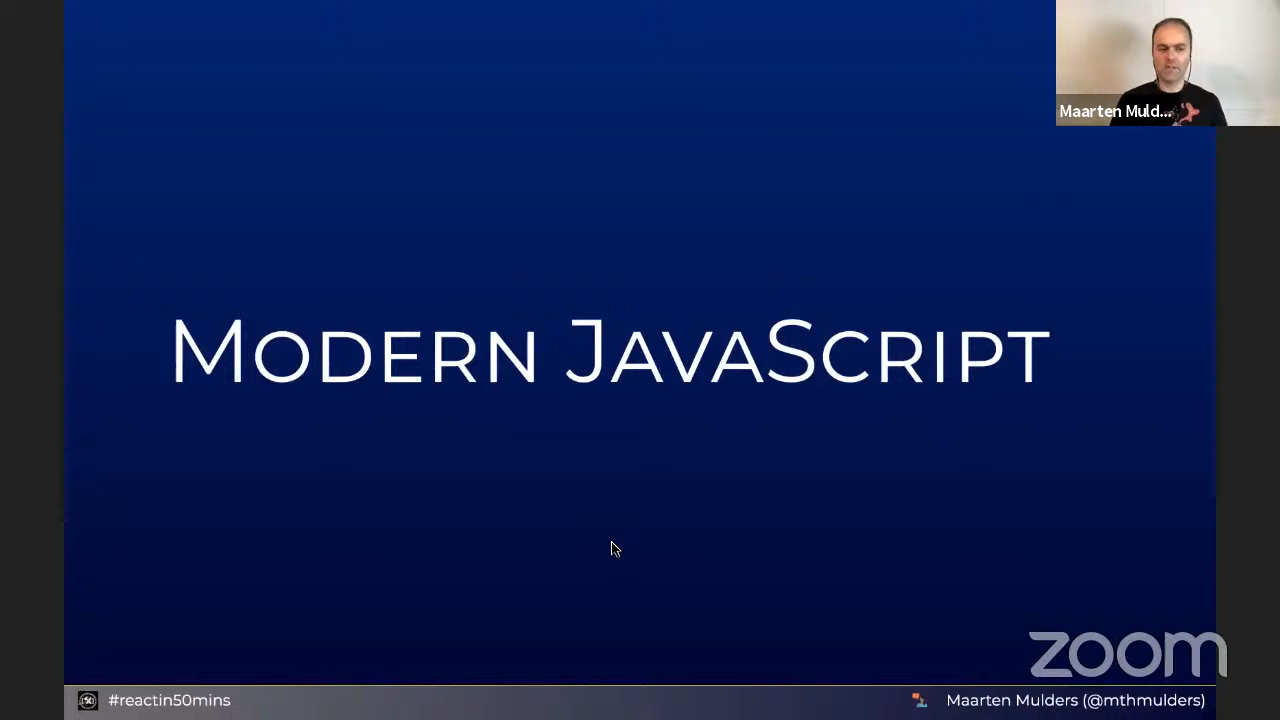 Maarten Muld...
Modern JavaScript
zoom
#reactin50mins
Maarten Mulders (@mthmulders)